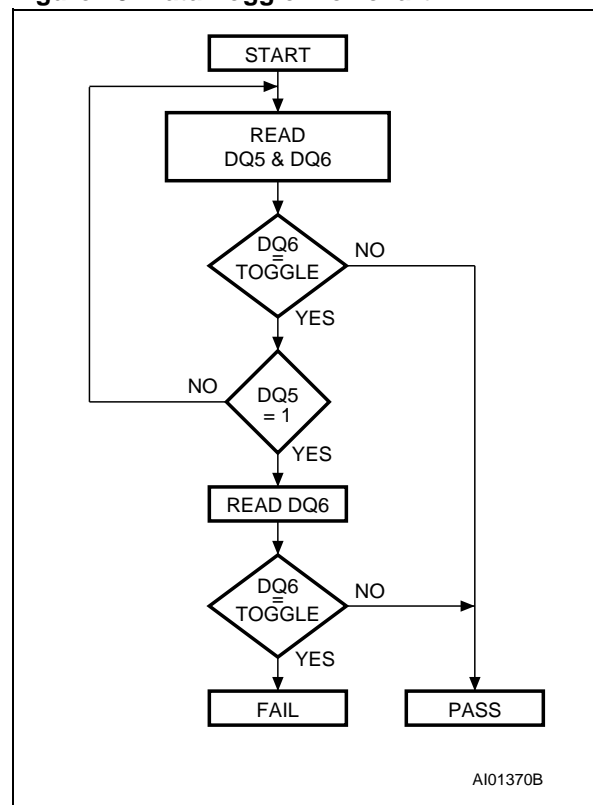 START
READ
DQ5 & DQ6
DQ6
=
TOGGLE
NO
YES
NO
DQ5
= 1
YES
READ DQ6
DQ6
=
TOGGLE
NO
YES
FAIL
PASS
AI01370B